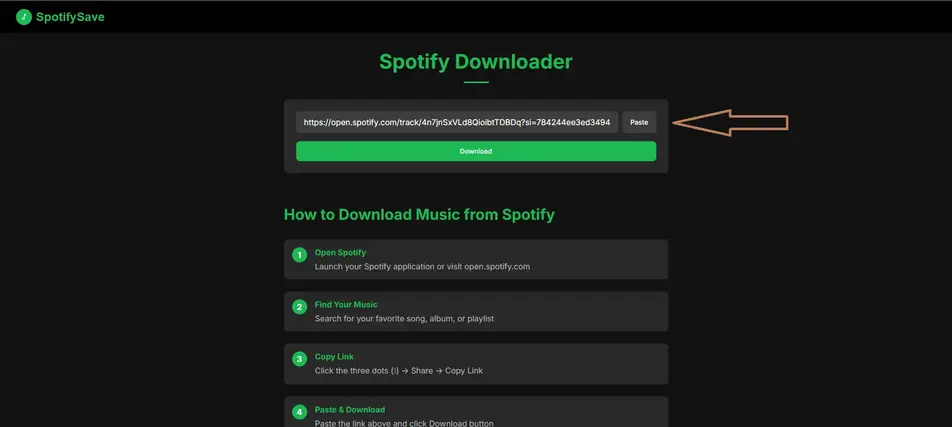 SpotifySave
Spotify Downloader
https://open.spotify.com/track/4n7jnSxVLd8QioibtTDBDq?si=784244ee3ed3494
Paste
Download
How to Download Music from Spotify
1
Open Spotify
Launch your Spotify application or visit open.spotify.com
2
Find Your Music
Search for your favorite song, album, or playlist
3
Copy Link
Click the three dots (⋮) → Share → Copy Link
4
Paste & Download
Paste the link above and click Download button